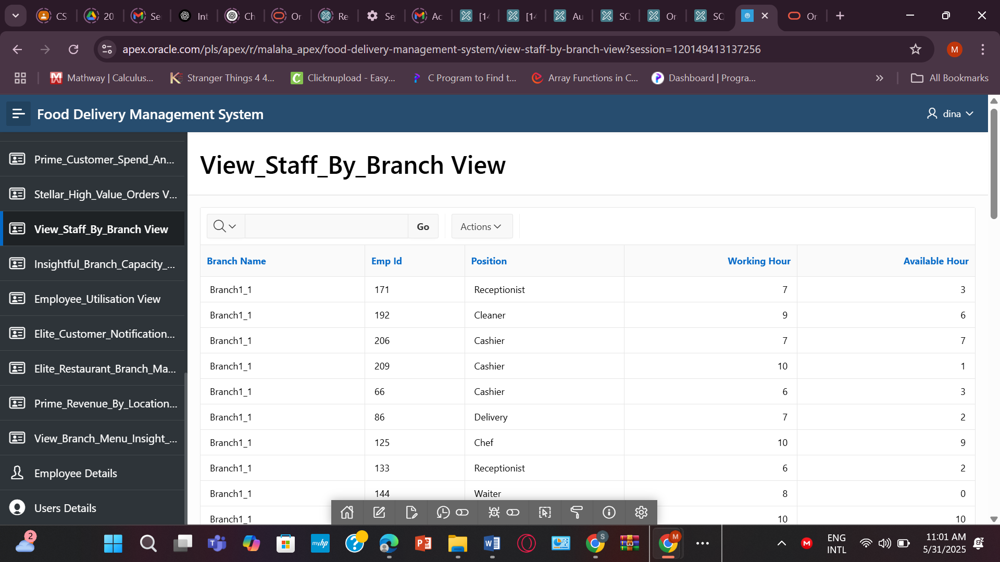 CS
20
Se
Int
Ch
Or
Re
Se
Ac
[14
[14
Au
SQ
Or
SQ
Or
apex.oracle.com/pls/apex/r/malaha_apex/food-delivery-management-system/view-staff-by-branch-view?session=120149413137256
M
Mathway | Calculus...
Stranger Things 4 4...
Clicknupload - Easy...
C Program to Find t...
Array Functions in C...
Dashboard | Progra...
All Bookmarks
Food Delivery Management System
dina
Prime_Customer_Spend_An...
Stellar_High_Value_Orders V...
View_Staff_By_Branch View
Insightful_Branch_Capacity_...
Employee_Utilisation View
Elite_Customer_Notification...
Elite_Restaurant_Branch_Ma...
Prime_Revenue_By_Location...
View_Branch_Menu_Insight_...
Employee Details
Users Details
View_Staff_By_Branch View
Go
Actions
Branch Name Emp Id Position Working Hour Available Hour
Branch1_1 171 Receptionist 7 3
Branch1_1 192 Cleaner 9 6
Branch1_1 206 Cashier 7 7
Branch1_1 209 Cashier 10 1
Branch1_1 66 Cashier 6 3
Branch1_1 86 Delivery 7 2
Branch1_1 125 Chef 10 9
Branch1_1 133 Receptionist 6 2
Branch1_1 144 Waiter 8 0
Branch1_1 10 10
2
myhp
S
M
ENG
INTL
11:01 AM
5/31/2025